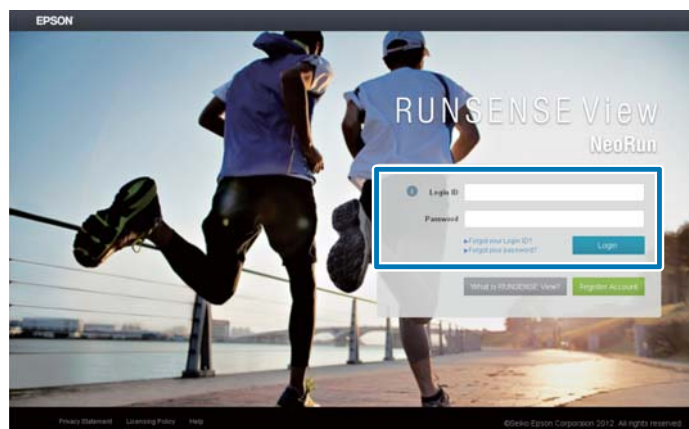 EPSON
RUNSENSE View
NeoRun
i Login ID
Password
▶Forgot your Login ID?
▶Forgot your password?
Login
What is RUNSENSE View? Register Account
Privacy Statement Licensing Policy Help ©Seiko Epson Corporation 2012. All rights reserved.